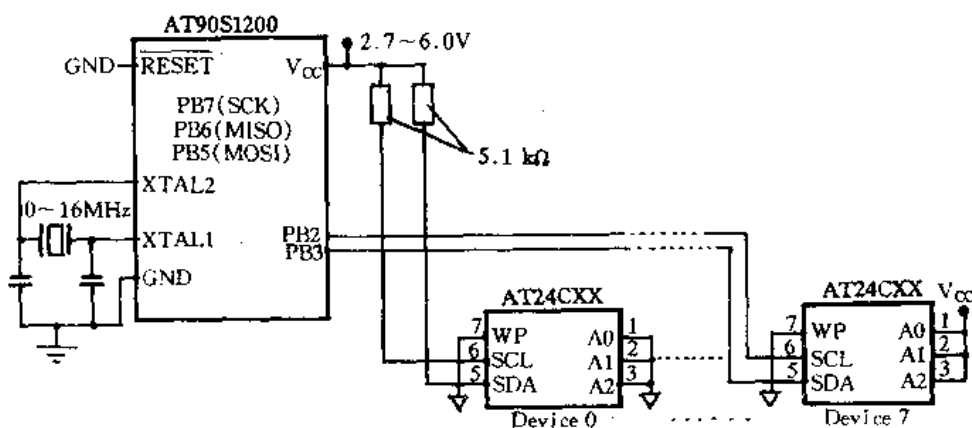 AT90S1200
2.7~6.0V
GND
RESET
VCC
PB7(SCK)
PB6(MISO)
PB5(MOSI)
5.1 kΩ
XTAL2
0~16MHz
XTAL1
PB2
PB3
GND
AT24CXX
7 WP A0 1
6 SCL A1 2
5 SDA A2 3
Device 0
AT24CXX
VCC
7 WP A0 1
6 SCL A1 2
5 SDA A2 3
Device 7